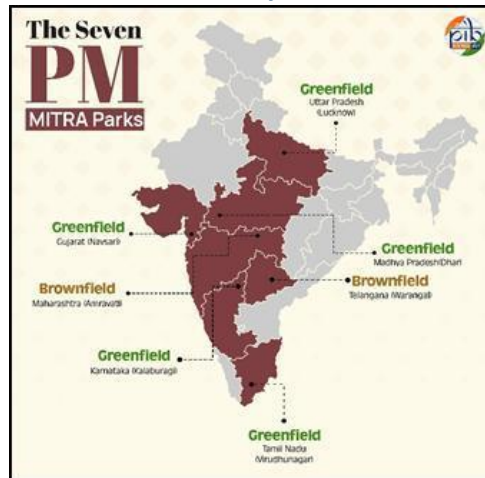 The Seven
PM
MITRA Parks
pib
Greenfield
Uttar Pradesh
(Lucknow)
Greenfield
Gujarat (Navsari)
Greenfield
Madhya Pradesh(Dhar)
Brownfield
Maharashtra (Amravati)
Brownfield
Telangana (Warangal)
Greenfield
Karnataka (Kalaburagi)
Greenfield
Tamil Nadu
(Virudhunagar)